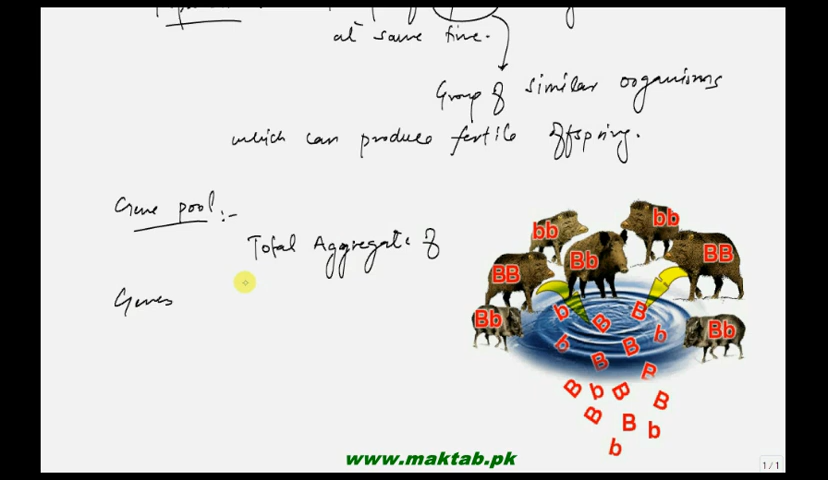 at same time.
Group of similar organisms
which can produce fertile offspring.
Gene pool :-
Total Aggregate of
Genes
bb
bb
Bb
BB
BB
Bb
Bb
b
B
B
b
B
B
b
B
B
b
B
B
B
B
b
b
www.maktab.pk
1/1